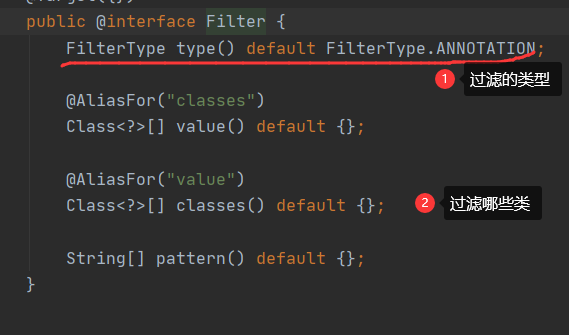 @Target({})
public @interface Filter {
FilterType type() default FilterType.ANNOTATION;
1 过滤的类型
@AliasFor("classes")
Class<?>[] value() default {};
@AliasFor("value")
Class<?>[] classes() default {};
2 过滤哪些类
String[] pattern() default {};
}